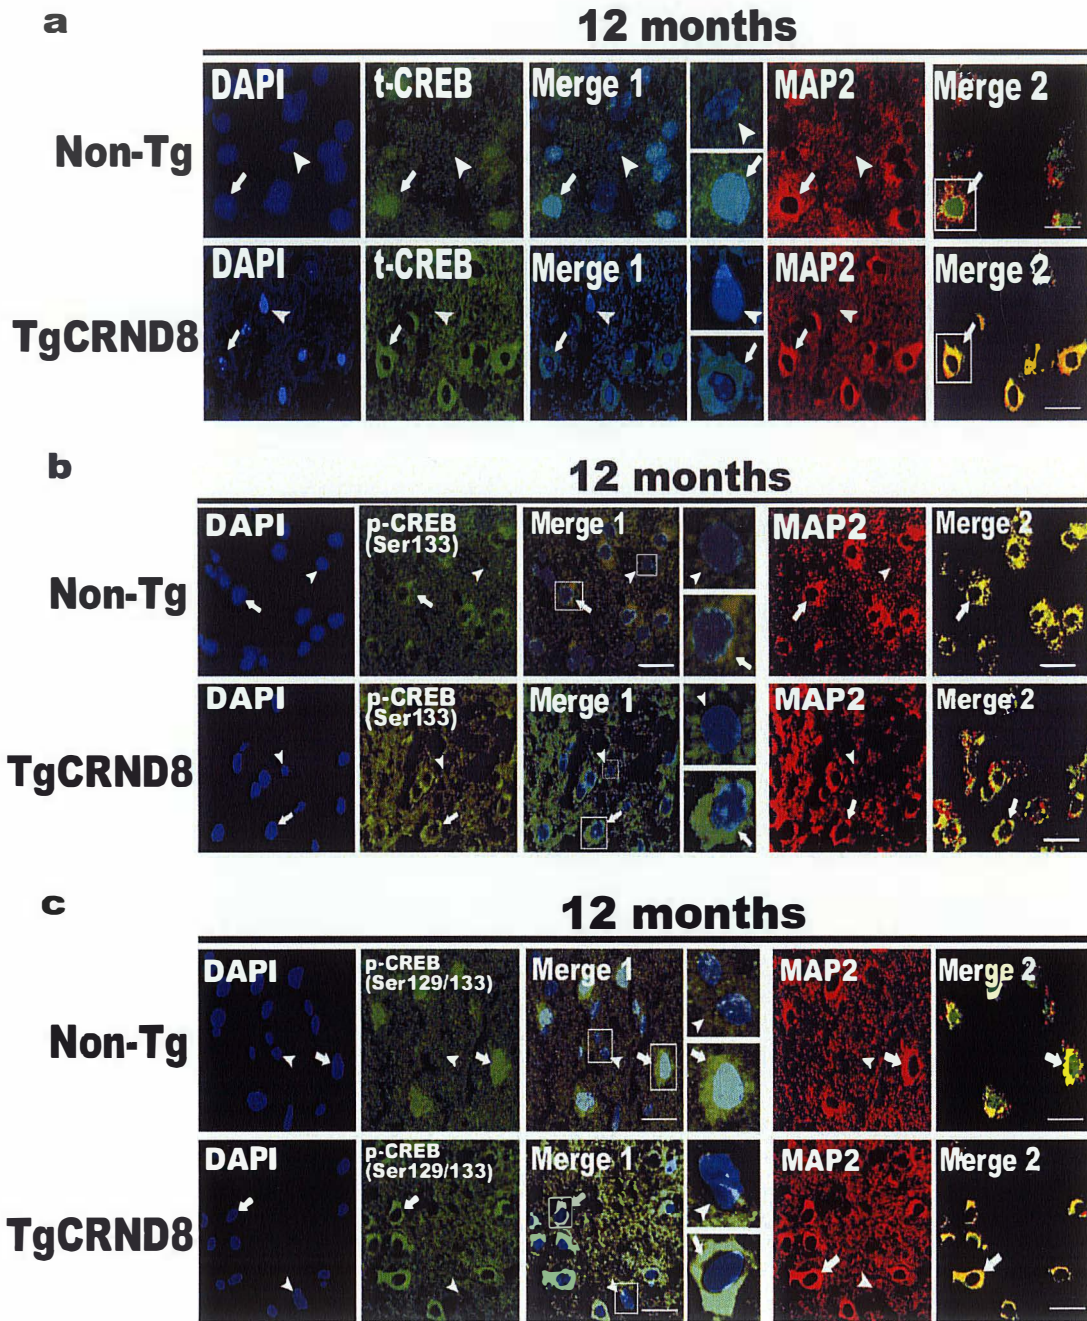 a
12 months
DAPI t-CREB Merge 1 MAP2 Merge 2
Non-Tg
DAPI t-CREB Merge 1 MAP2 Merge 2
TgCRND8
b
12 months
DAPI p-CREB (Ser133) Merge 1 MAP2 Merge 2
Non-Tg
DAPI p-CREB (Ser133) Merge 1 MAP2 Merge 2
TgCRND8
c
12 months
DAPI p-CREB (Ser129/133) Merge 1 MAP2 Merge 2
Non-Tg
DAPI p-CREB (Ser129/133) Merge 1 MAP2 Merge 2
TgCRND8